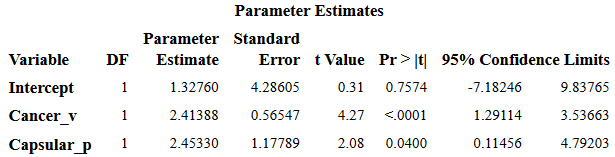 Parameter Estimates
Parameter Standard
Variable DF Estimate Error t Value Pr > |t| 95% Confidence Limits
Intercept 1 1.32760 4.28605 0.31 0.7574 -7.18246 9.83765
Cancer_v 1 2.41388 0.56547 4.27 <.0001 1.29114 3.53663
Capsular_p 1 2.45330 1.17789 2.08 0.0400 0.11456 4.79203